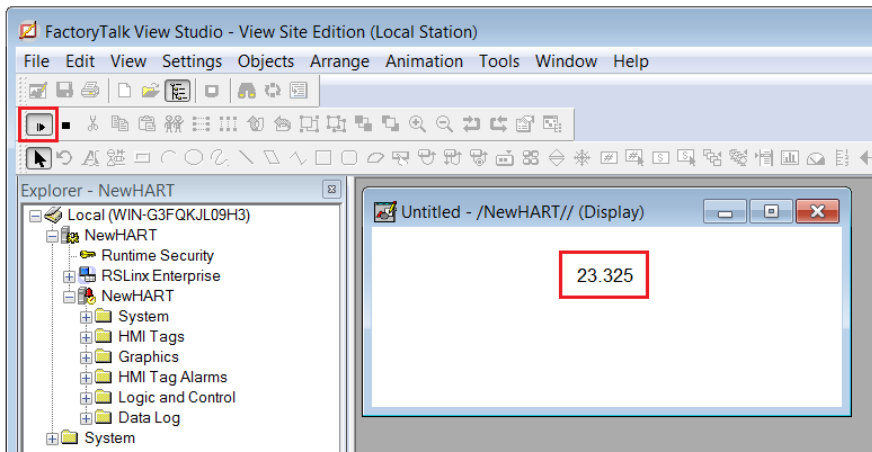 FactoryTalk View Studio - View Site Edition (Local Station)
File Edit View Settings Objects Arrange Animation Tools Window Help
Explorer - NewHART
Local (WIN-G3FQKJL09H3)
NewHART
Runtime Security
RSLinx Enterprise
NewHART
System
HMI Tags
Graphics
HMI Tag Alarms
Logic and Control
Data Log
System
Untitled - /NewHART// (Display)
23.325